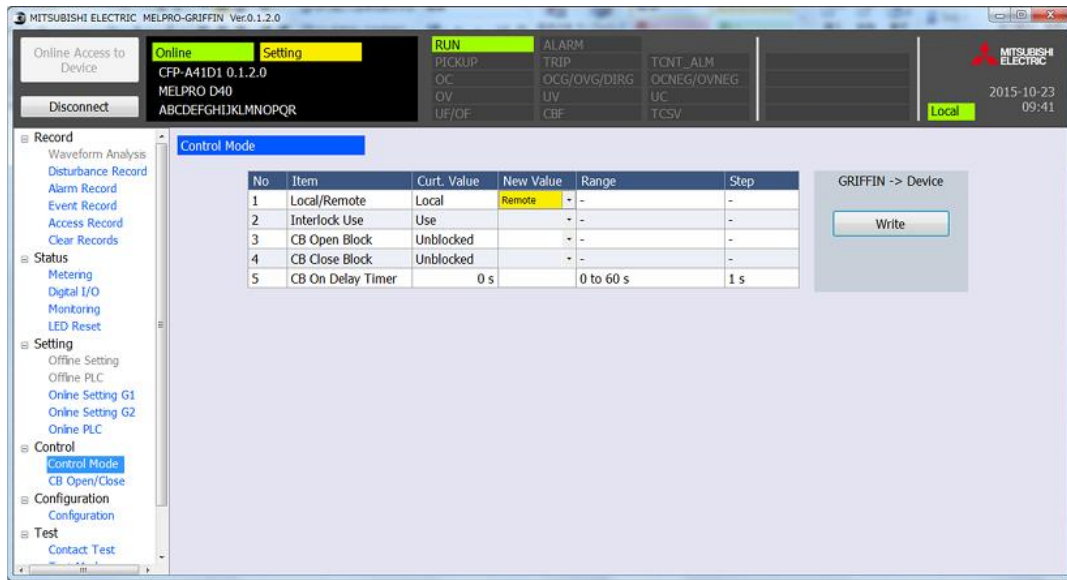 MITSUBISHI ELECTRIC MELPRO-GRIFFIN Ver.0.1.2.0
Online Access to
Device
Disconnect
Online Setting
CFP-A41D1 0.1.2.0
MELPRO D40
ABCDEFGHIJKLMNOPQR
RUN ALARM
PICKUP TRIP TCNT_ALM
OC OCG/OVG/DIRG OCNEG/OVNEG
OV UV UC
UF/OF CBF TCSV
Local
MITSUBISHI
ELECTRIC
2015-10-23
09:41
Record
Waveform Analysis
Disturbance Record
Alarm Record
Event Record
Access Record
Clear Records
Status
Metering
Digital I/O
Monitoring
LED Reset
Setting
Offline Setting
Offline PLC
Online Setting G1
Online Setting G2
Online PLC
Control
Control Mode
CB Open/Close
Configuration
Configuration
Test
Contact Test
Control Mode
No Item Curt. Value New Value Range Step
1 Local/Remote Local Remote - -
2 Interlock Use Use - -
3 CB Open Block Unblocked - -
4 CB Close Block Unblocked - -
5 CB On Delay Timer 0 s 0 to 60 s 1 s
GRIFFIN -> Device
Write